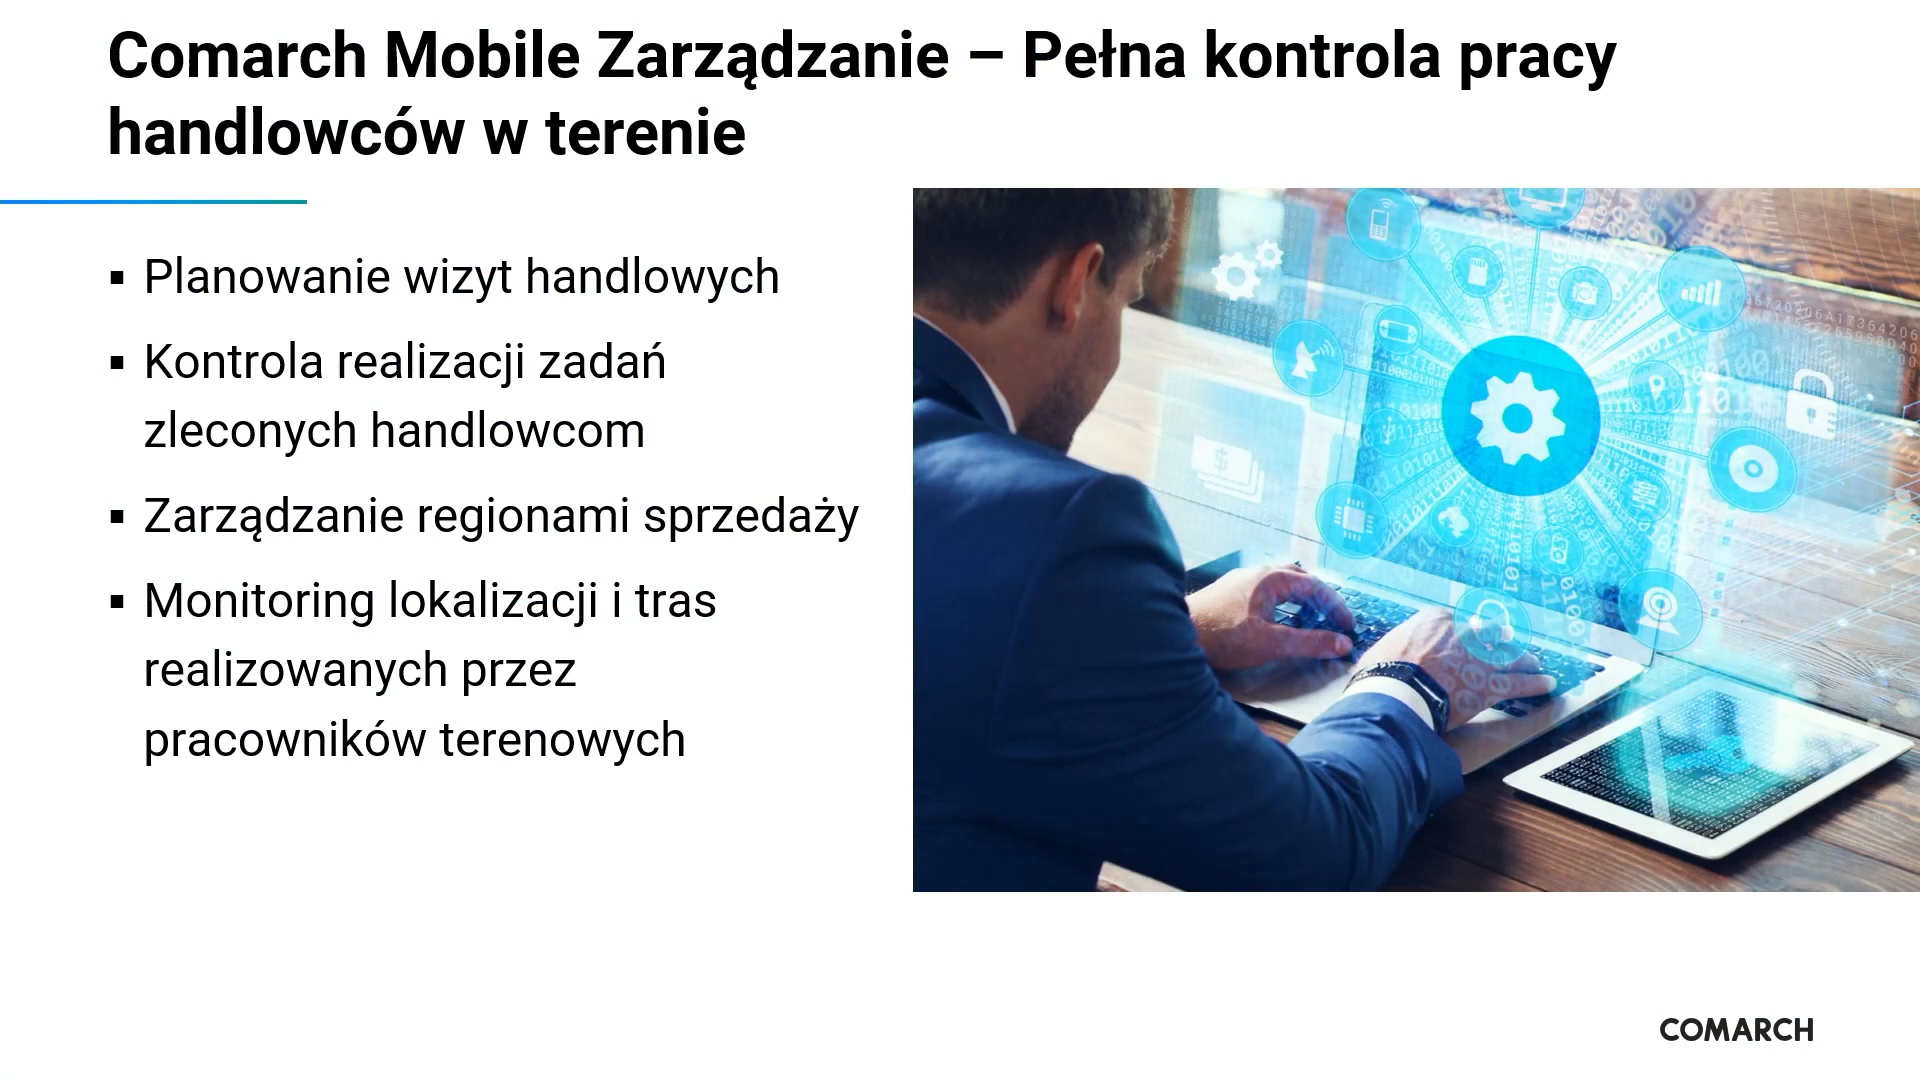 Comarch Mobile Zarządzanie – Pełna kontrola pracy
handlowców w terenie
▪ Planowanie wizyt handlowych
▪ Kontrola realizacji zadań
zleconych handlowcom
▪ Zarządzanie regionami sprzedaży
▪ Monitoring lokalizacji i tras
realizowanych przez
pracowników terenowych
COMARCH